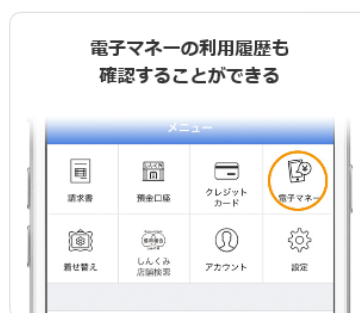 電子マネーの利用履歴も
確認することができる
メニュー
請求書
預金口座
クレジット
カード
電子マネー
着せ替え
しんくみ
店舗検索
アカウント
設定